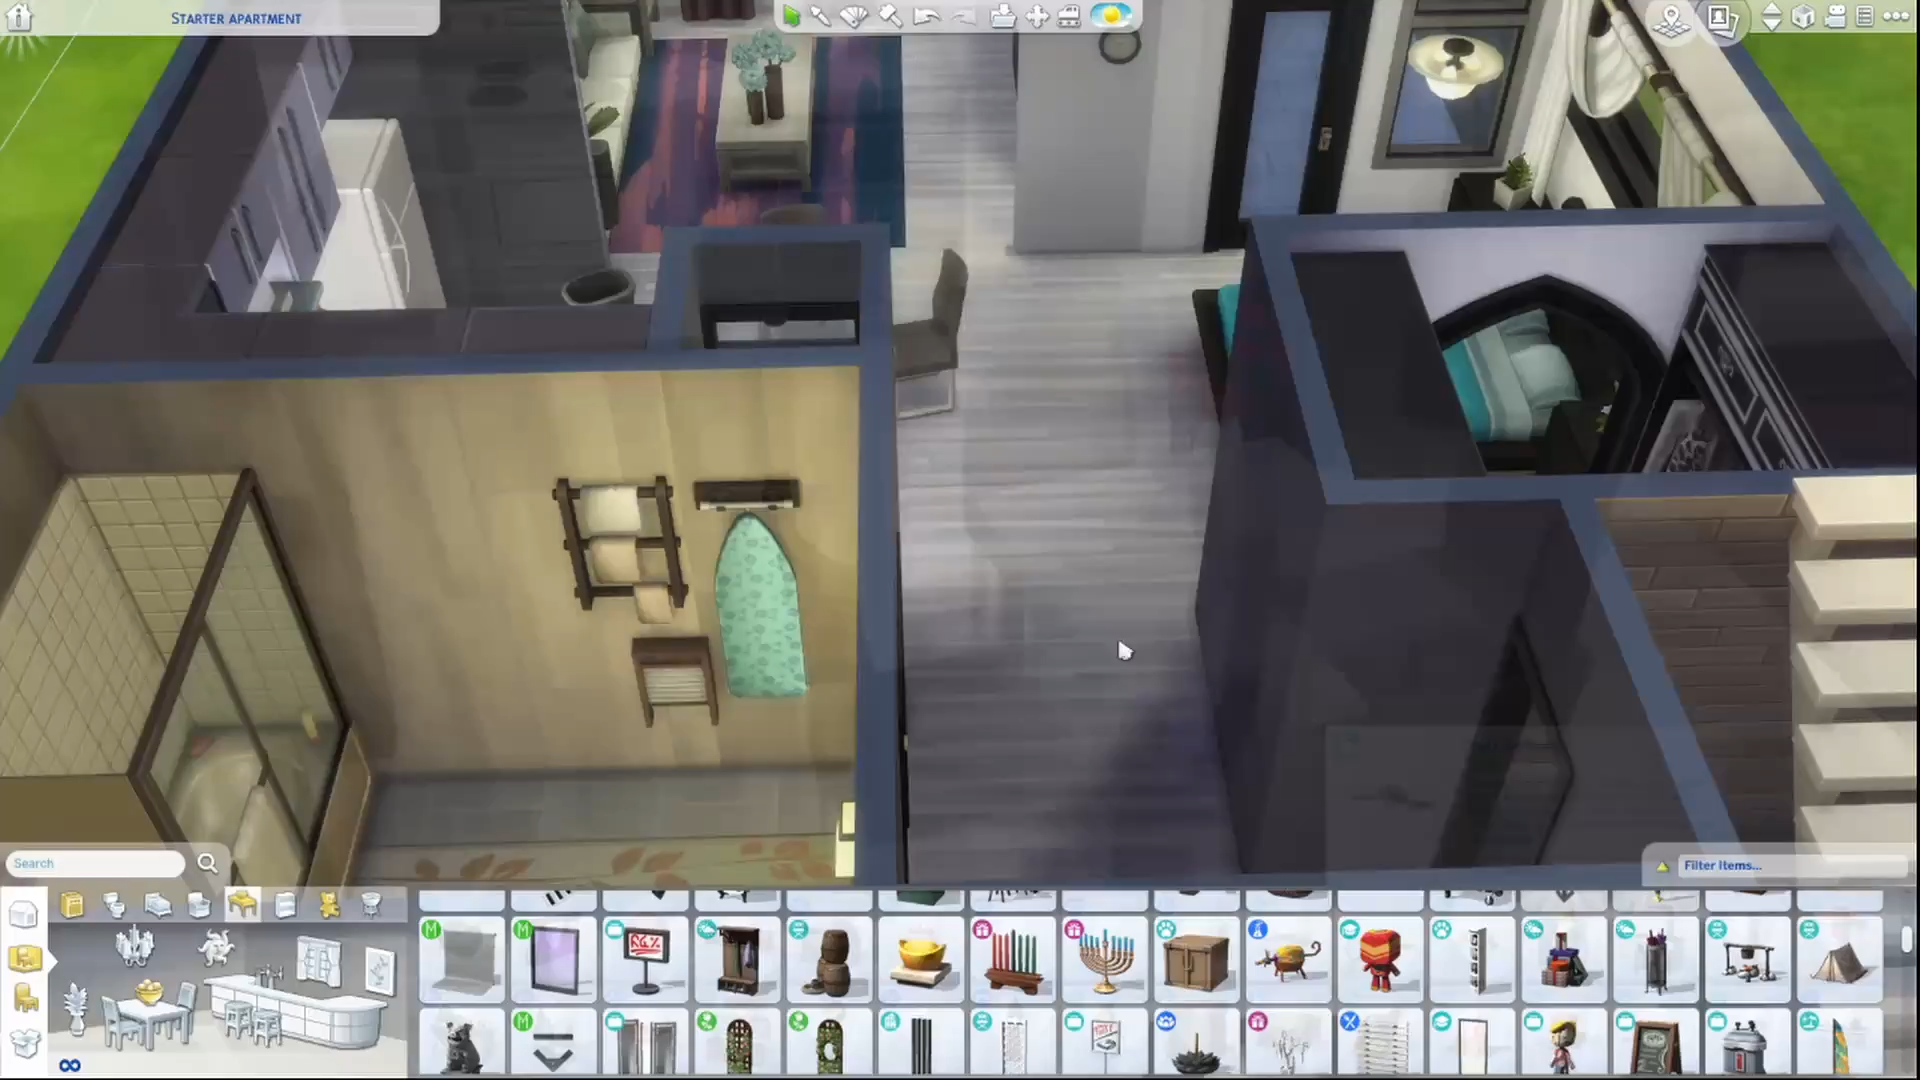 STARTER APARTMENT
Search
Filter Items...
M
M
M